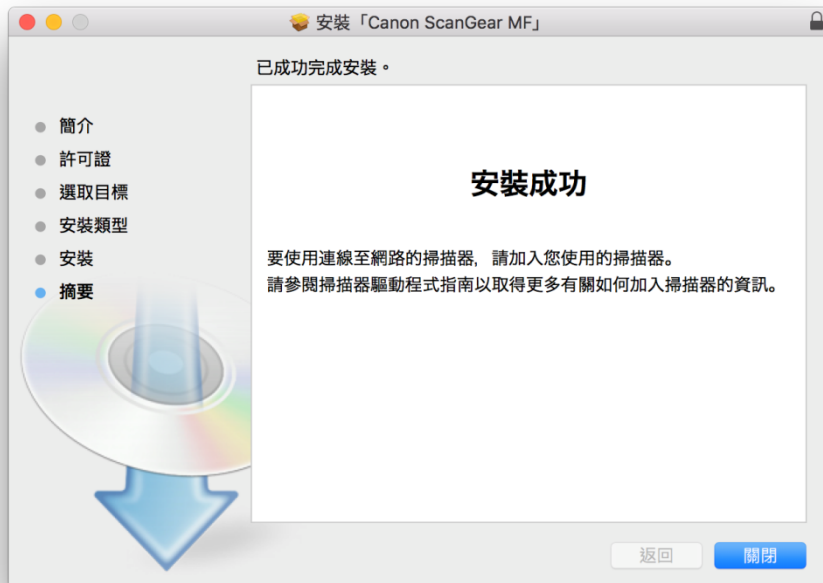 安裝「Canon ScanGear MF」
已成功完成安裝。
簡介
許可證
選取目標
安裝類型
安裝
摘要
安裝成功
要使用連線至網路的掃描器，請加入您使用的掃描器。
請參閱掃描器驅動程式指南以取得更多有關如何加入掃描器的資訊。
返回
關閉